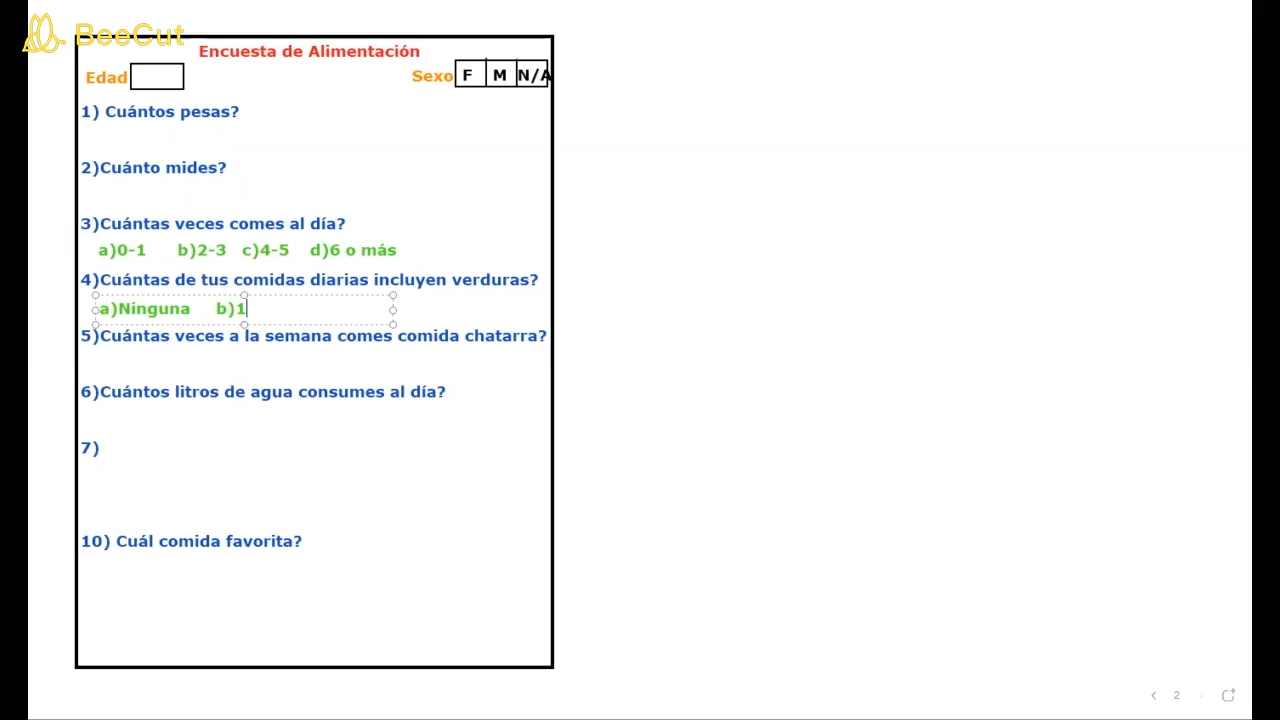 BeeCut
Encuesta de Alimentación
Edad
Sexo F M N/A
1) Cuántos pesas?
2)Cuánto mides?
3)Cuántas veces comes al día?
a)0-1 b)2-3 c)4-5 d)6 o más
4)Cuántas de tus comidas diarias incluyen verduras?
a)Ninguna b)1
5)Cuántas veces a la semana comes comida chatarra?
6)Cuántos litros de agua consumes al día?
7)
10) Cuál comida favorita?
2